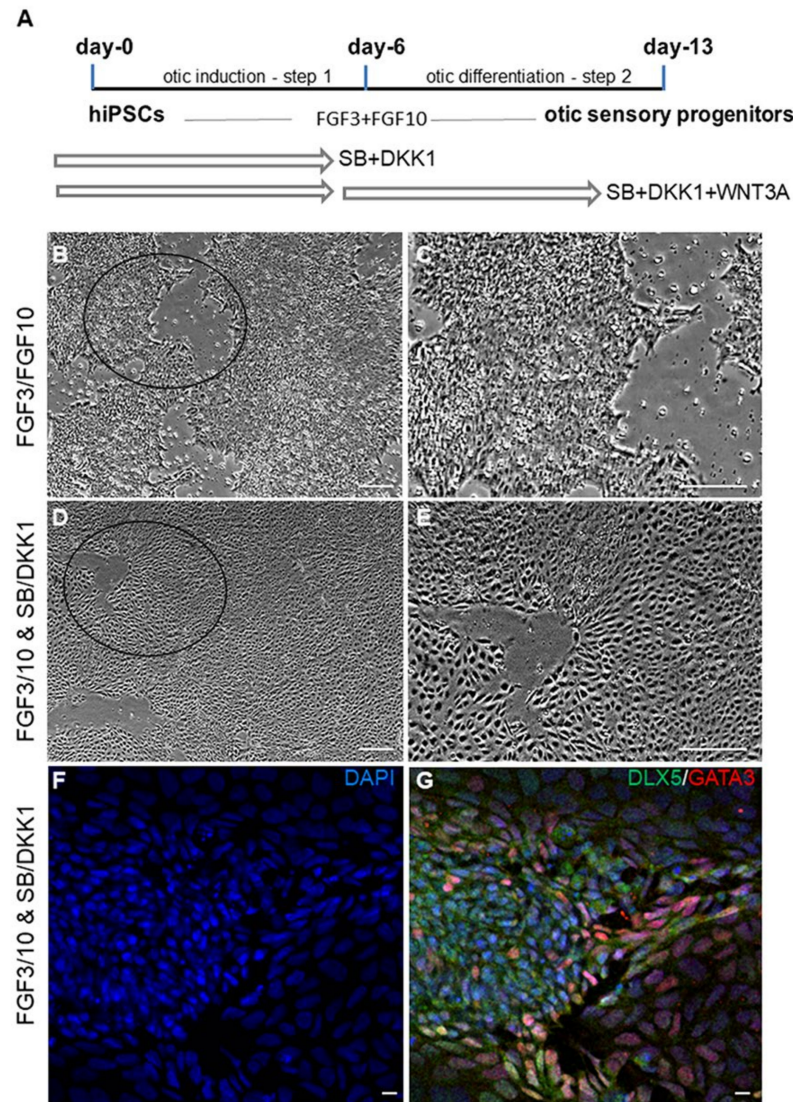 A
day-0 day-6 day-13
otic induction - step 1 otic differentiation - step 2
hiPSCs FGF3+FGF10 otic sensory progenitors
SB+DKK1
SB+DKK1+WNT3A
FGF3/FGF10
B
C
FGF3/10 & SB/DKK1
D
E
FGF3/10 & SB/DKK1
F DAPI
G DLX5/GATA3